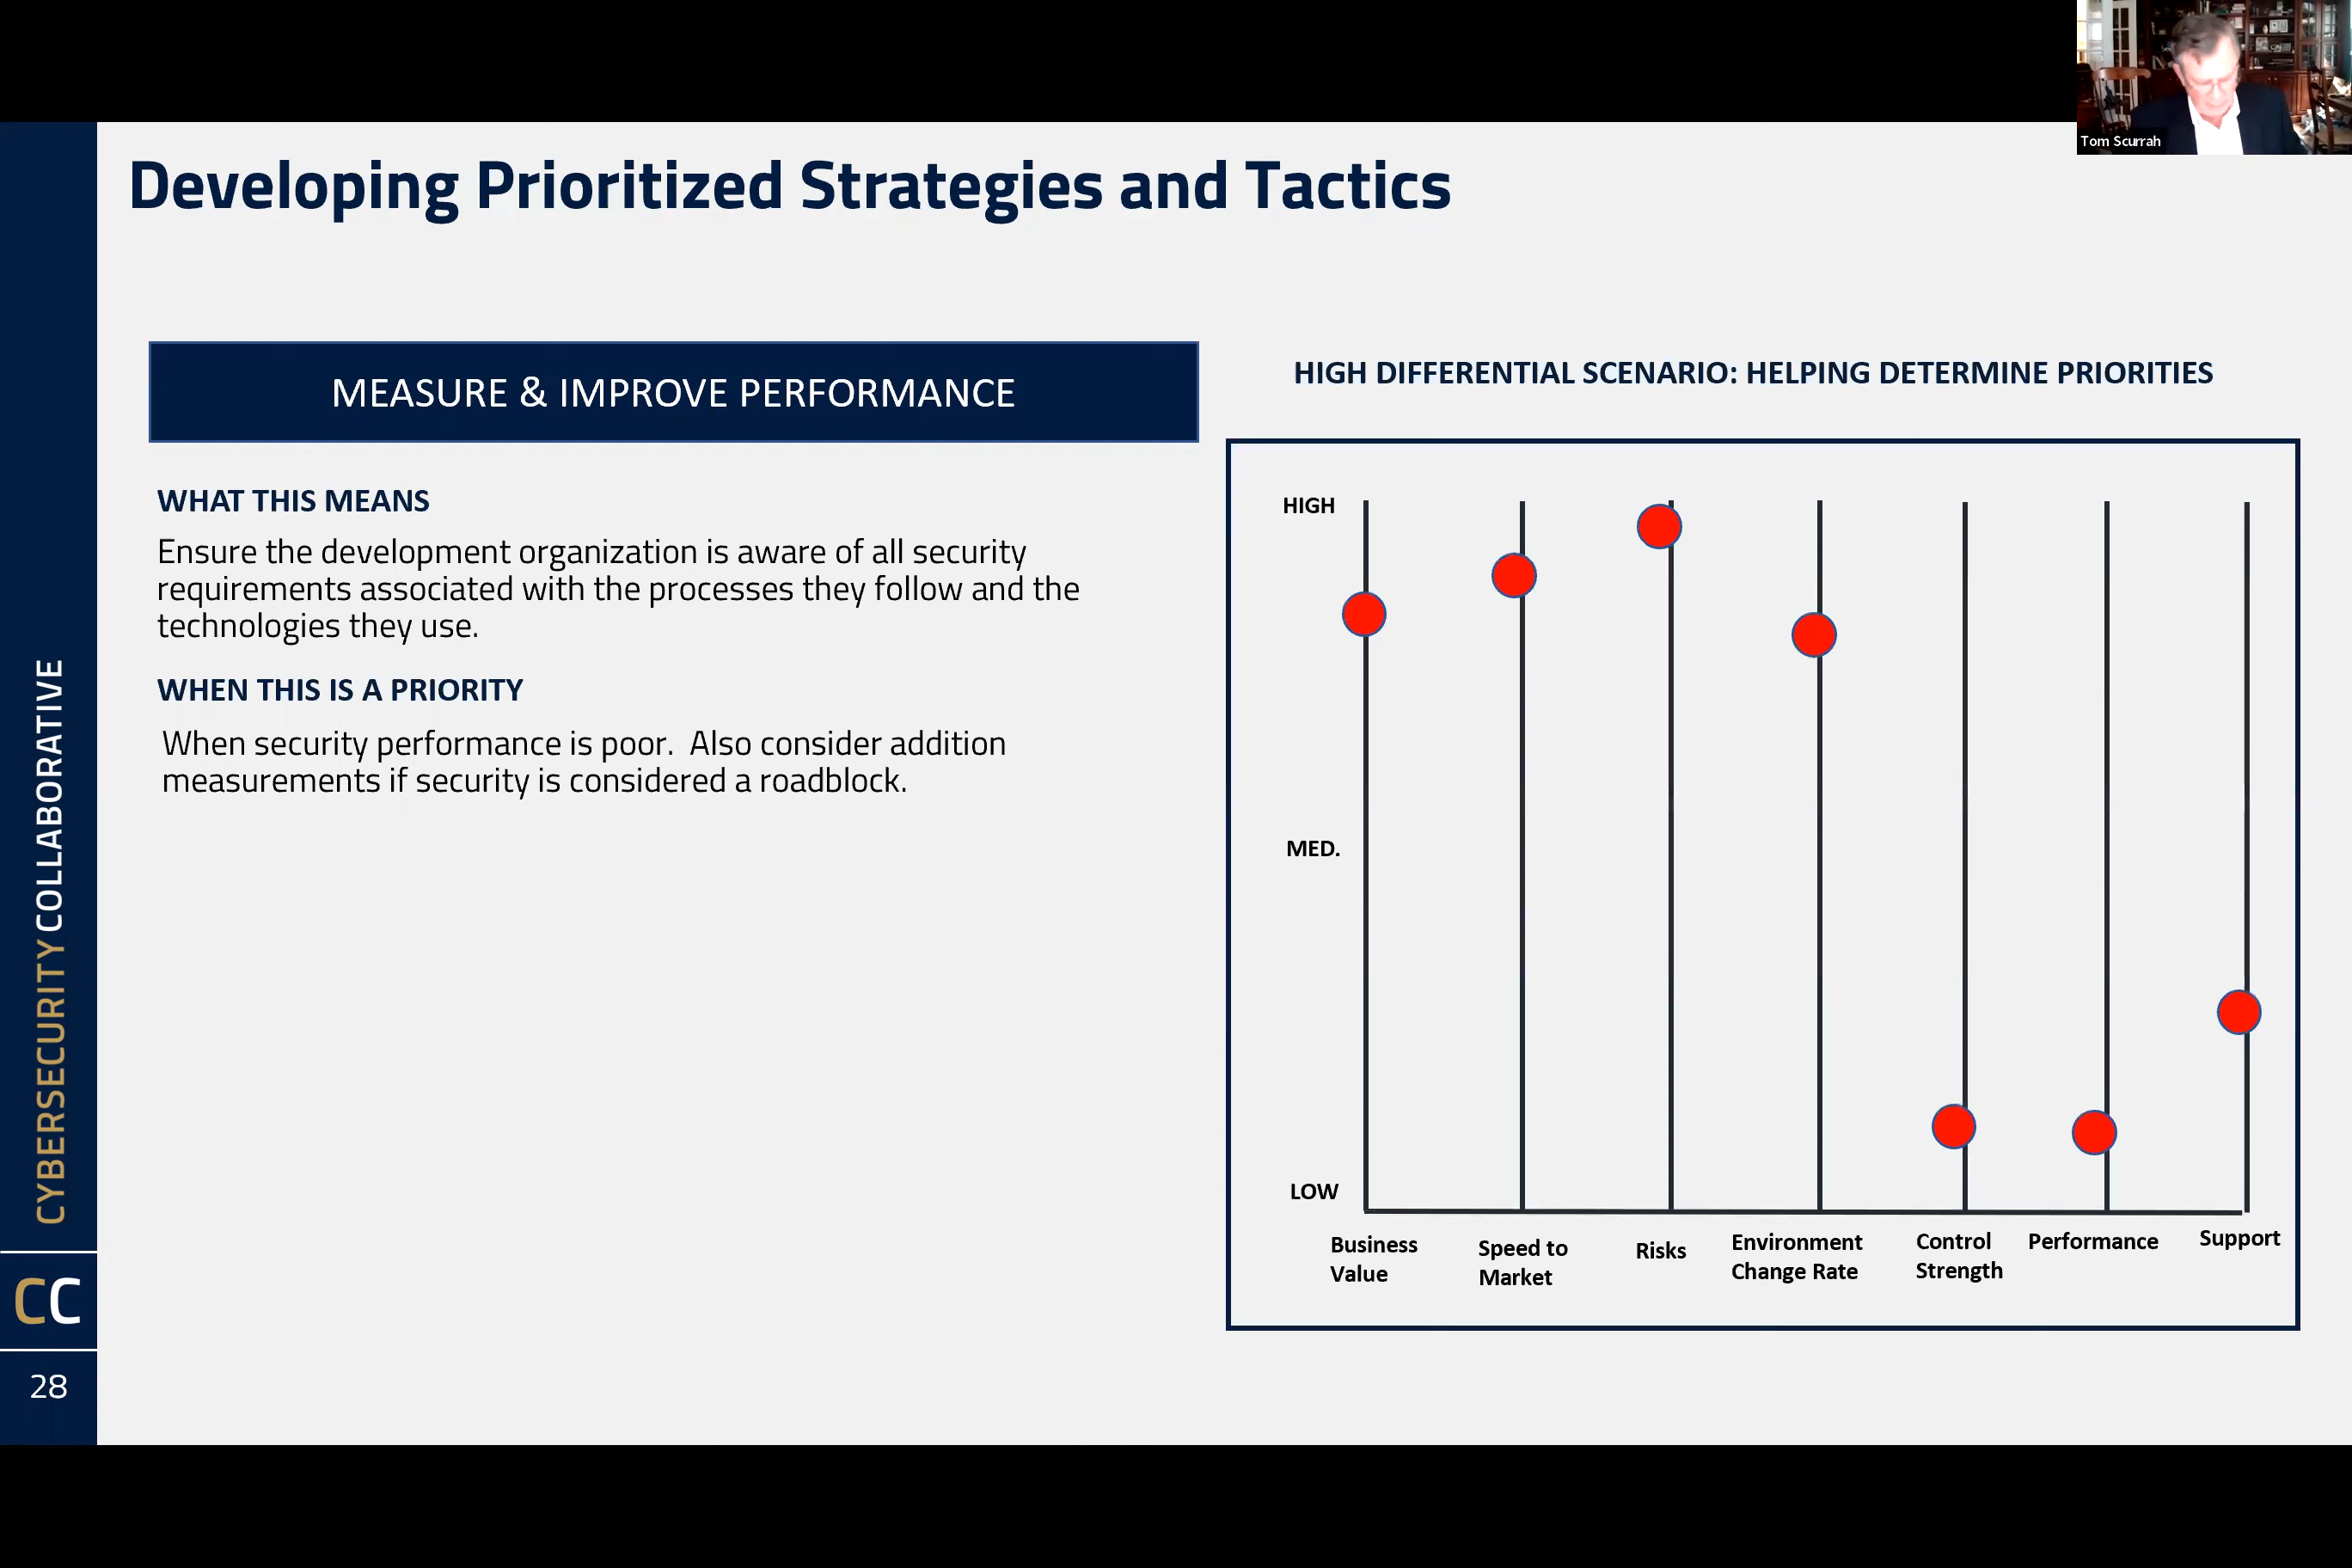 Tom Scurrah
Developing Prioritized Strategies and Tactics
MEASURE & IMPROVE PERFORMANCE
WHAT THIS MEANS
Ensure the development organization is aware of all security
requirements associated with the processes they follow and the
technologies they use.
WHEN THIS IS A PRIORITY
When security performance is poor.  Also consider addition
measurements if security is considered a roadblock.
HIGH DIFFERENTIAL SCENARIO: HELPING DETERMINE PRIORITIES
HIGH
MED.
LOW
Business
Value
Speed to
Market
Risks
Environment
Change Rate
Control
Strength
Performance
Support
CYBERSECURITY COLLABORATIVE
CC
28